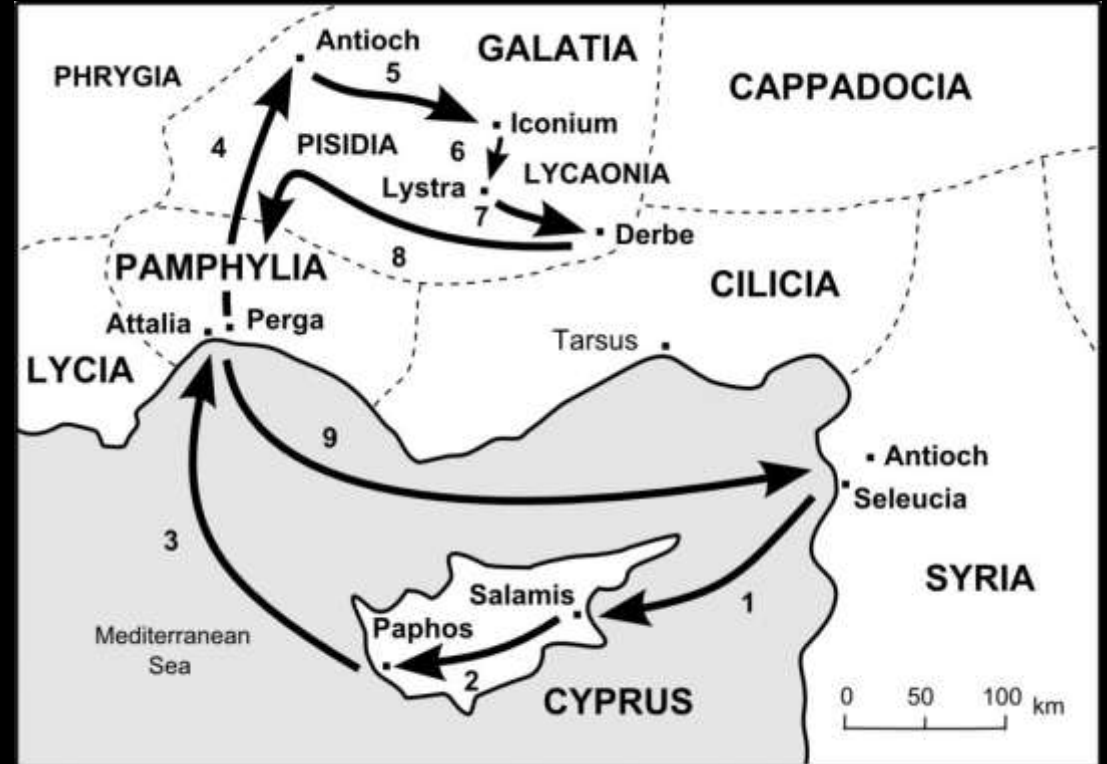 Antioch
GALATIA
PHRYGIA
5
CAPPADOCIA
Iconium
4
PISIDIA
6
LYCAONIA
Lystra
7
Derbe
8
PAMPHYLIA
CILICIA
Attalia
Perga
Tarsus
LYCIA
9
Antioch
Seleucia
3
SYRIA
Salamis
1
Paphos
Mediterranean
Sea
2
CYPRUS
0 50 100 km